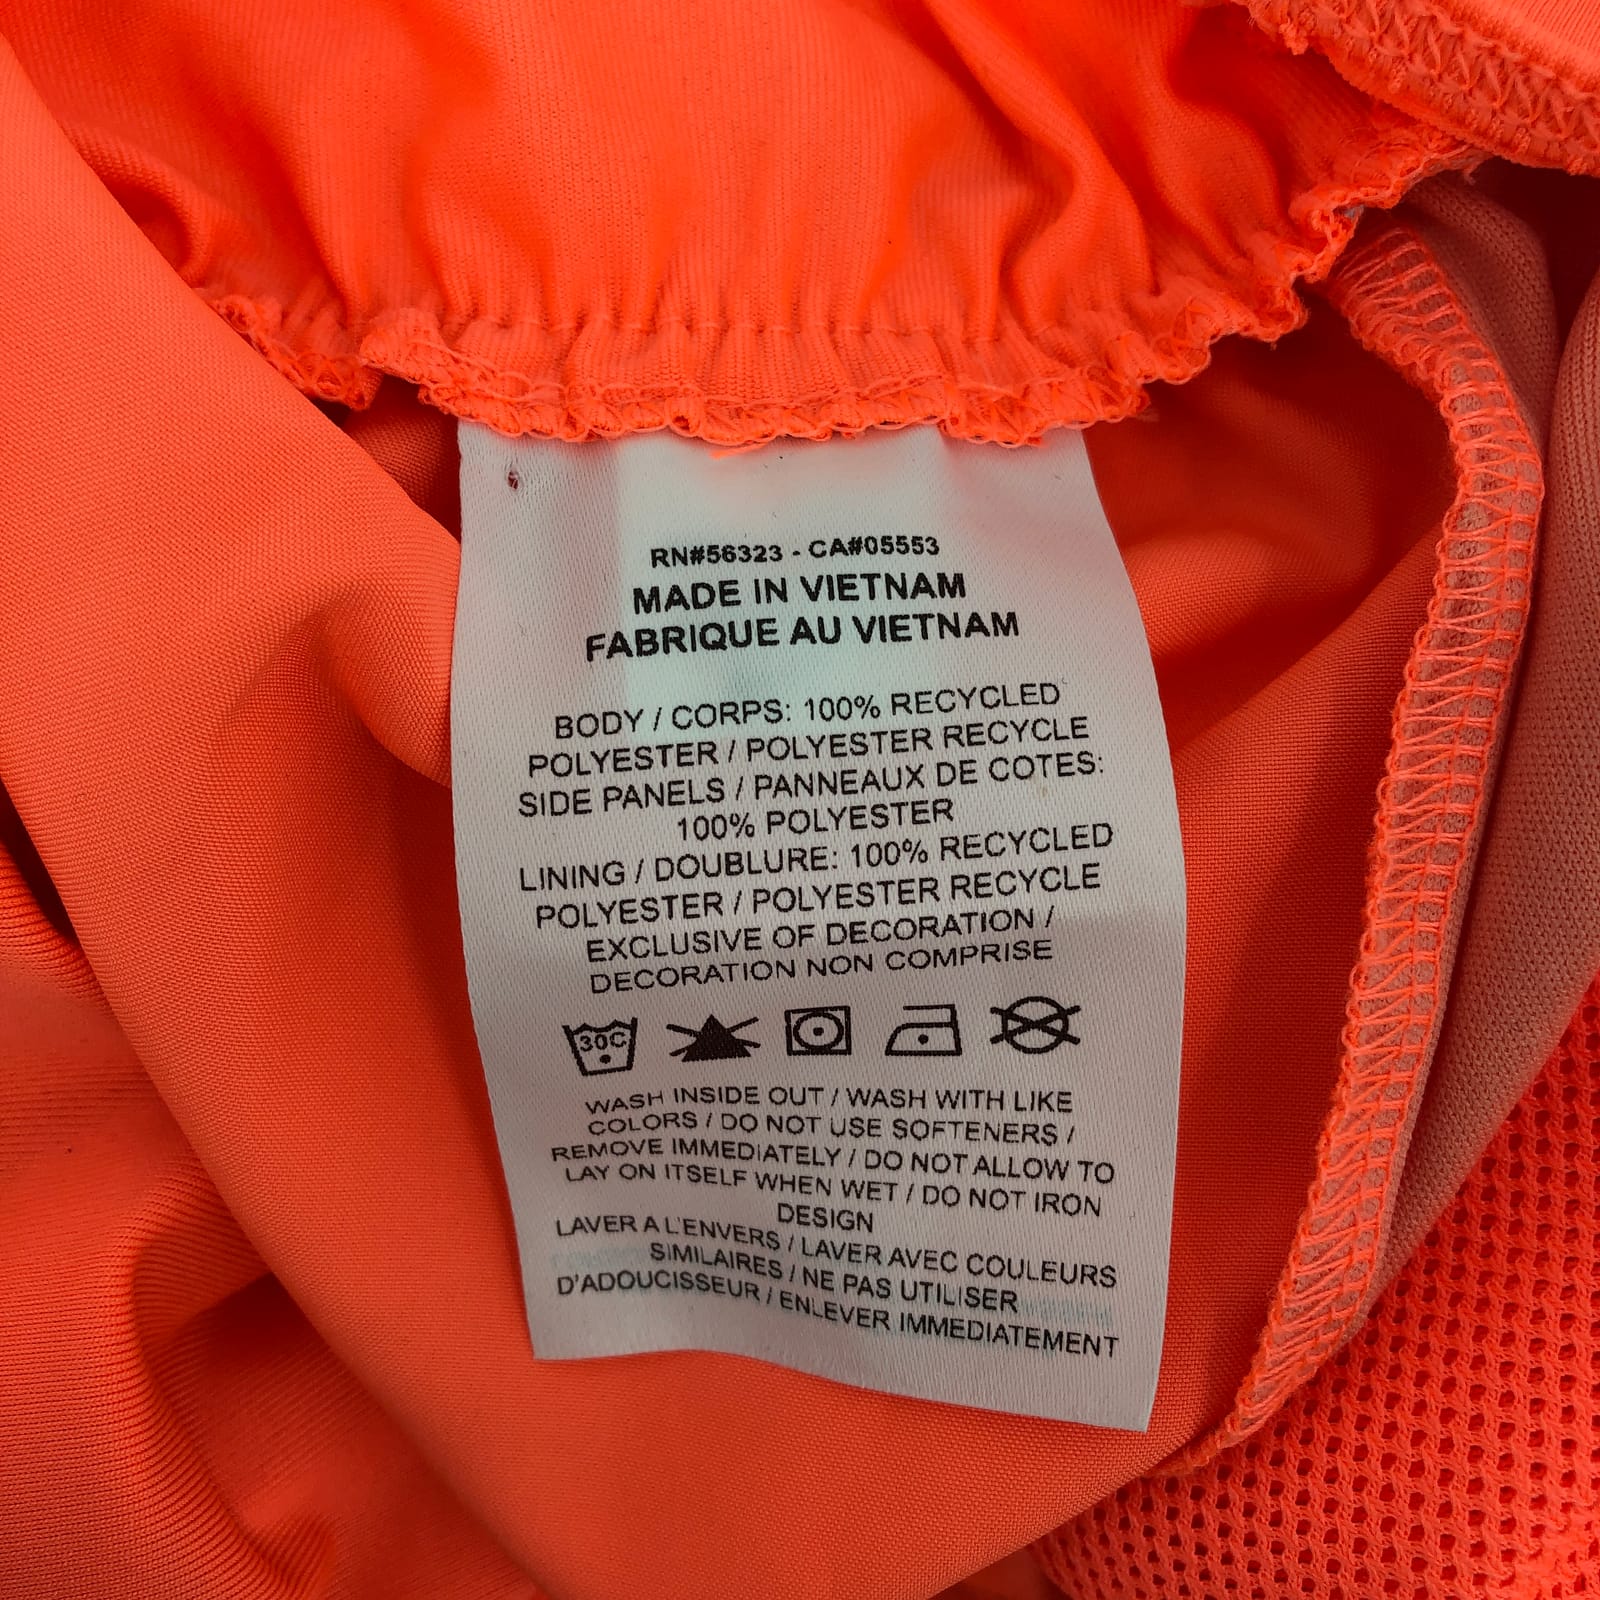 RN#56323 - CA#05553
MADE IN VIETNAM
FABRIQUE AU VIETNAM
BODY / CORPS: 100% RECYCLED
POLYESTER / POLYESTER RECYCLE
SIDE PANELS / PANNEAUX DE COTES:
100% POLYESTER
LINING / DOUBLURE: 100% RECYCLED
POLYESTER / POLYESTER RECYCLE
EXCLUSIVE OF DECORATION /
DECORATION NON COMPRISE
30C
WASH INSIDE OUT / WASH WITH LIKE
COLORS / DO NOT USE SOFTENERS /
REMOVE IMMEDIATELY / DO NOT ALLOW TO
LAY ON ITSELF WHEN WET / DO NOT IRON
DESIGN
LAVER A L'ENVERS / LAVER AVEC COULEURS
SIMILAIRES / NE PAS UTILISER
D'ADOUCISSEUR / ENLEVER IMMEDIATEMENT